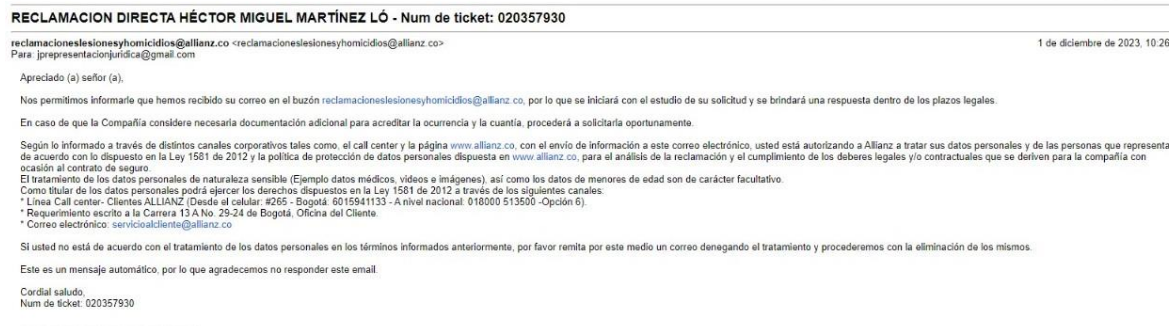 RECLAMACION DIRECTA HÉCTOR MIGUEL MARTÍNEZ LÓ - Num de ticket: 020357930
reclamacioneslesionesyhomicidios@allianz.co <reclamacioneslesionesyhomicidios@allianz.co> 1 de diciembre de 2023, 10:26
Para: jprepresentacionjuridica@gmail.com
Apreciado (a) señor (a),
Nos permitimos informarle que hemos recibido su correo en el buzón reclamacioneslesionesyhomicidios@allianz.co, por lo que se iniciará con el estudio de su solicitud y se brindará una respuesta dentro de los plazos legales.
En caso de que la Compañía considere necesaria documentación adicional para acreditar la ocurrencia y la cuantía, procederá a solicitarla oportunamente.
Según lo informado a través de distintos canales corporativos tales como, el call center y la página www.allianz.co, con el envío de información a este correo electrónico, usted está autorizando a Allianz a tratar sus datos personales y de las personas que representa
de acuerdo con lo dispuesto en la Ley 1581 de 2012 y la política de protección de datos personales dispuesta en www.allianz.co, para el análisis de la reclamación y el cumplimiento de los deberes legales y/o contractuales que se deriven para la compañía con
ocasión al contrato de seguro.
El tratamiento de los datos personales de naturaleza sensible (Ejemplo datos médicos, videos e imágenes), así como los datos de menores de edad son de carácter facultativo.
Como titular de los datos personales podrá ejercer los derechos dispuestos en la Ley 1581 de 2012 a través de los siguientes canales:
* Línea Call center- Clientes ALLIANZ (Desde el celular: #265 - Bogotá: 6015941133 - A nivel nacional: 018000 513500 -Opción 6).
* Requerimiento escrito a la Carrera 13 A No. 29-24 de Bogotá, Oficina del Cliente.
* Correo electrónico: servicioalcliente@allianz.co
Si usted no está de acuerdo con el tratamiento de los datos personales en los términos informados anteriormente, por favor remita por este medio un correo denegando el tratamiento y procederemos con la eliminación de los mismos.
Este es un mensaje automático, por lo que agradecemos no responder este email.
Cordial saludo,
Num de ticket: 020357930